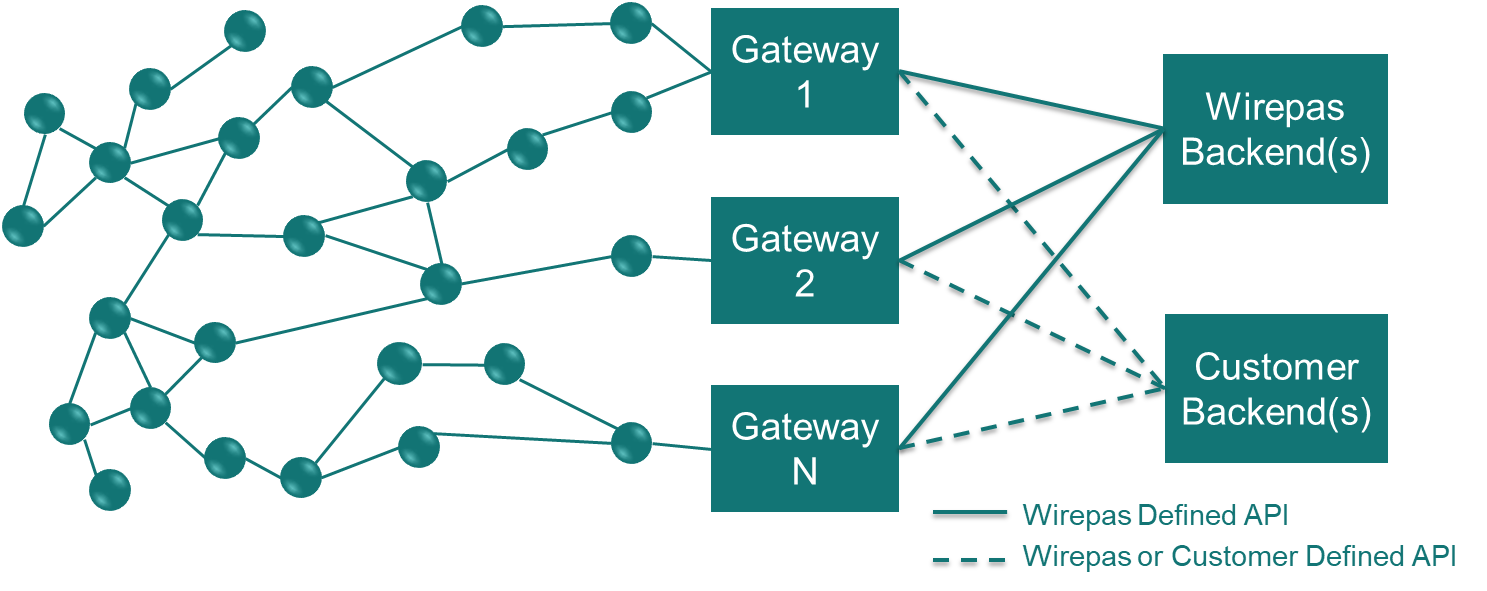 Gateway
1
Wirepas
Backend(s)
Gateway
2
Customer
Backend(s)
Gateway
N
Wirepas Defined API
Wirepas or Customer Defined API